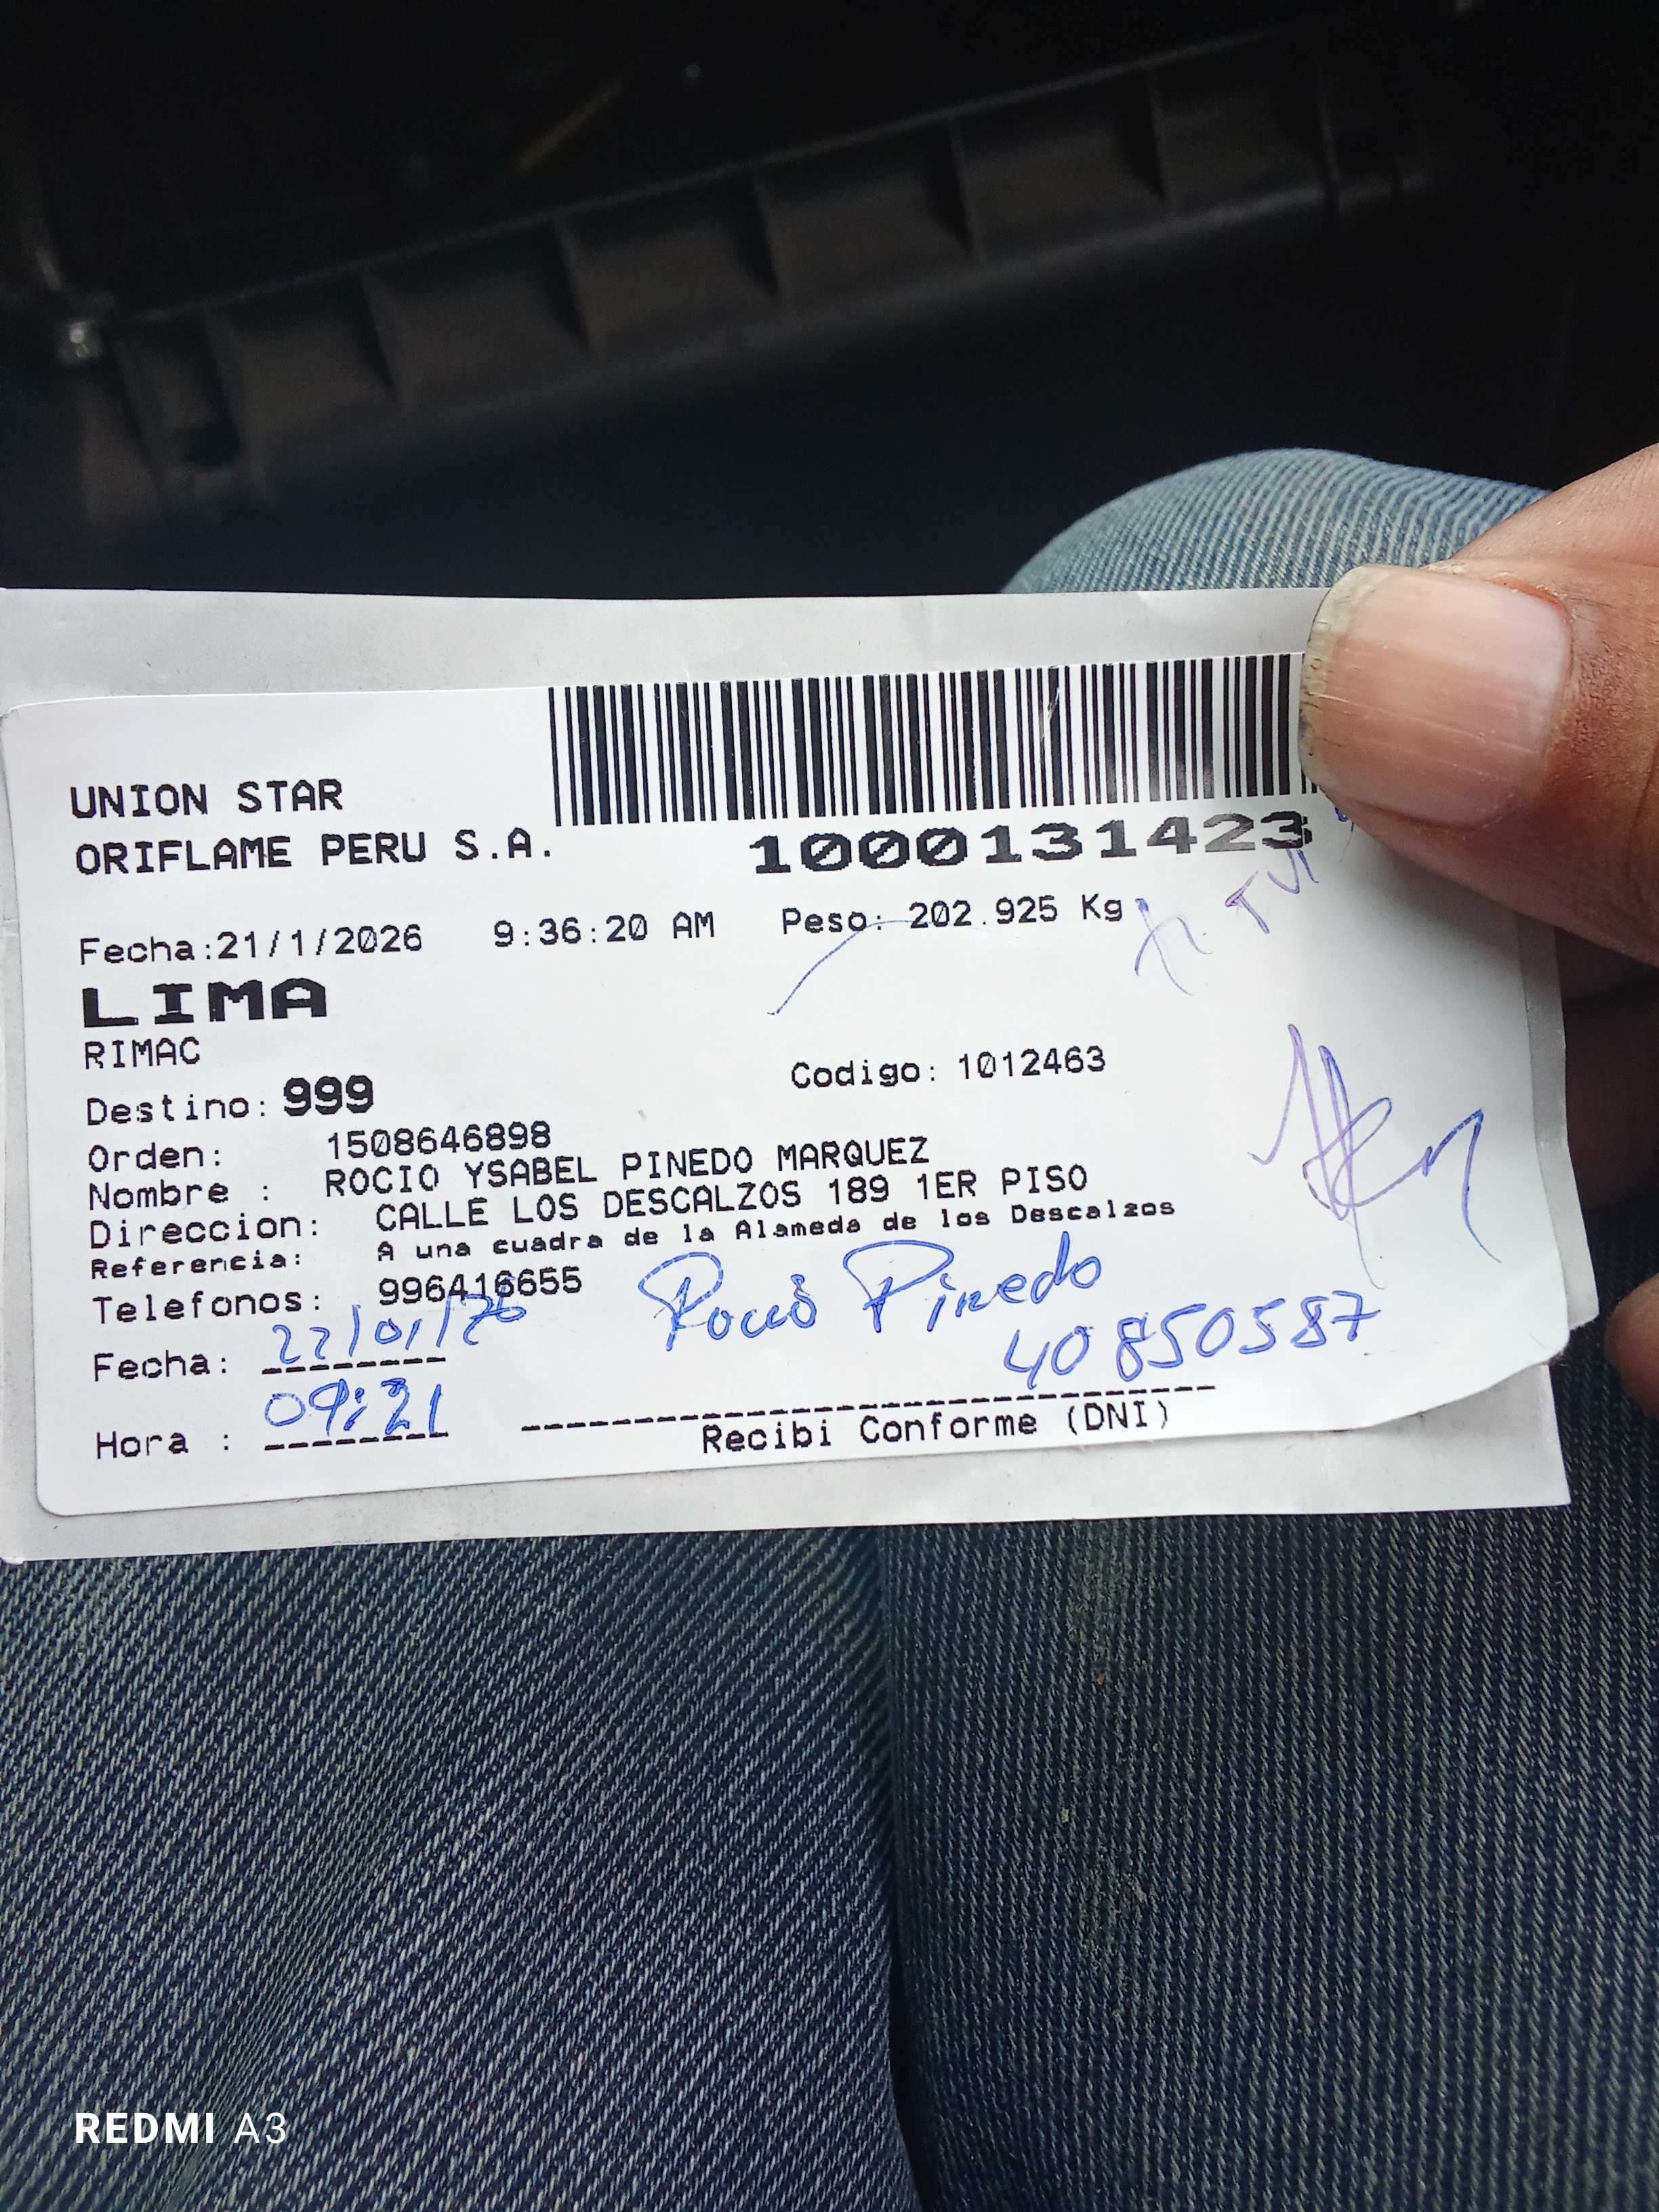 UNION STAR
ORIFLAME PERU S.A.
1000131423
Fecha:21/1/2026 9:36:20 AM Peso: 202.925 Kg
LIMA
RIMAC
Destino: 999 Codigo: 1012463
Orden: 1508646898
Nombre : ROCIO YSABEL PINEDO MARQUEZ
Direccion: CALLE LOS DESCALZOS 189 1ER PISO
Referencia: A una cuadra de la Alameda de los Descalzos
Telefonos: 996416655
Rocio Pinedo
Fecha: 22/01/26
40850587
Hora : 09:21
Recibi Conforme (DNI)
REDMI A3